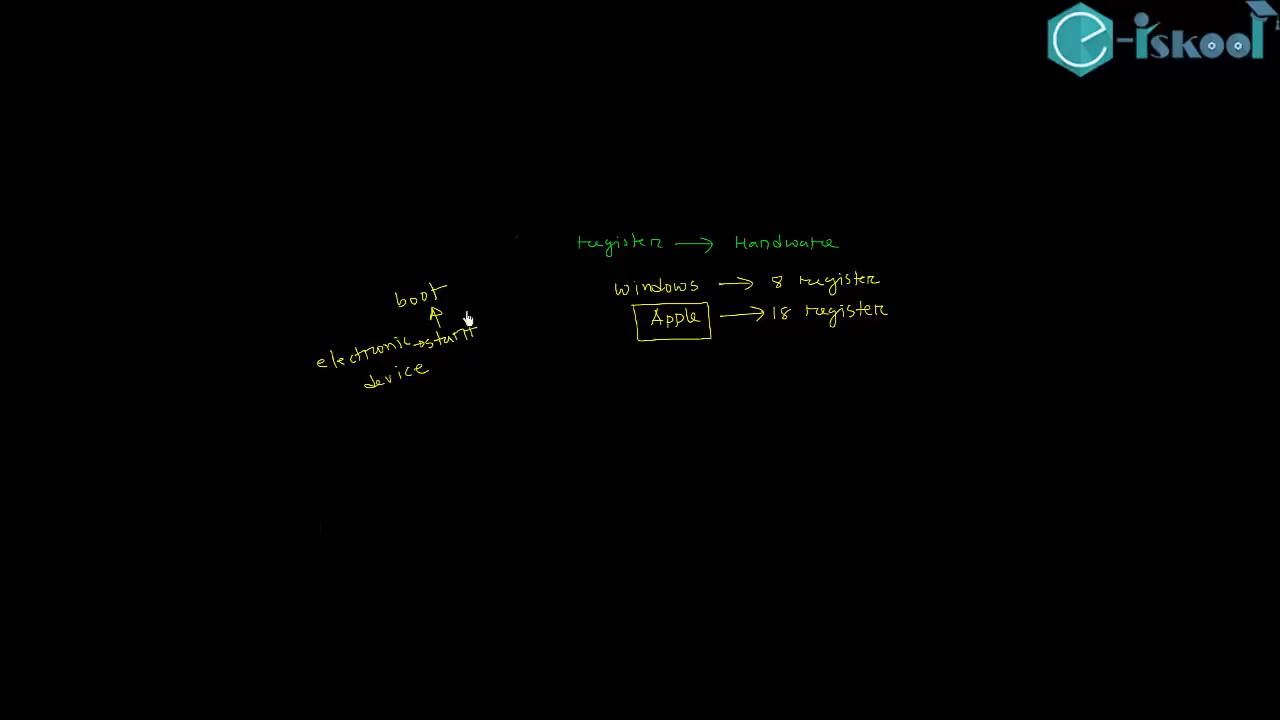 e-iskool
register → Hardware
windows → 8 register
Apple → 18 register
boot
electronic → start
device